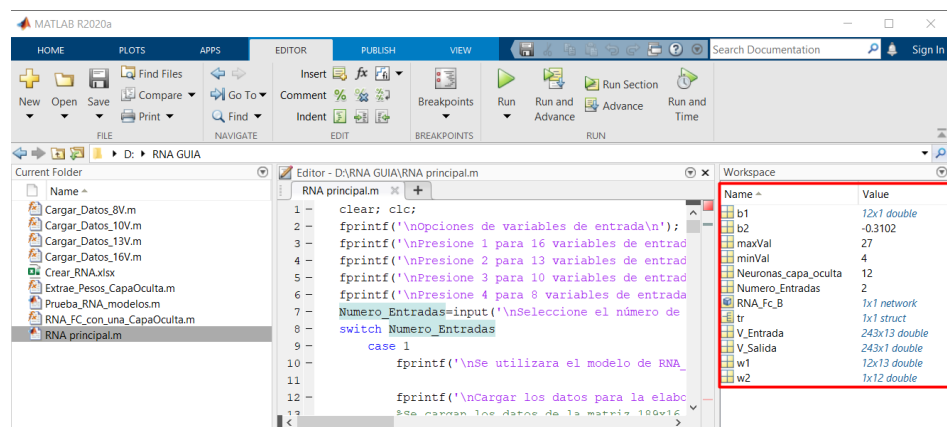 MATLAB R2020a
HOME PLOTS APPS EDITOR PUBLISH VIEW Search Documentation Sign In
New Open Save Find Files Compare Print
Go To Find
Insert fx Comment Indent
Breakpoints
Run Run and Advance Run Section Advance Run and Time
FILE NAVIGATE EDIT BREAKPOINTS RUN
D: RNA GUIA
Current Folder
Name
Cargar_Datos_8V.m
Cargar_Datos_10V.m
Cargar_Datos_13V.m
Cargar_Datos_16V.m
Crear_RNA.xlsx
Extrae_Pesos_CapaOculta.m
Prueba_RNA_modelos.m
RNA_FC_con_una_CapaOculta.m
RNA principal.m
Editor - D:\RNA GUIA\RNA principal.m
RNA principal.m
1 clear; clc;
2 fprintf('\nOpciones de variables de entrada\n');
3 fprintf('\nPresione 1 para 16 variables de entrad
4 fprintf('\nPresione 2 para 13 variables de entrad
5 fprintf('\nPresione 3 para 10 variables de entrad
6 fprintf('\nPresione 4 para 8 variables de entrada
7 Numero_Entradas=input('\nSeleccione el número de
8 switch Numero_Entradas
9 case 1
10 fprintf('\nSe utilizara el modelo de RNA_
11
12 fprintf('\nCargar los datos para la elabo
13 %Se cargan los datos de la matriz 189x16
Workspace
Name Value
b1 12x1 double
b2 -0.3102
maxVal 27
minVal 4
Neuronas_capa_oculta 12
Numero_Entradas 2
RNA_Fc_B 1x1 network
tr 1x1 struct
V_Entrada 243x13 double
V_Salida 243x1 double
w1 12x13 double
w2 1x12 double